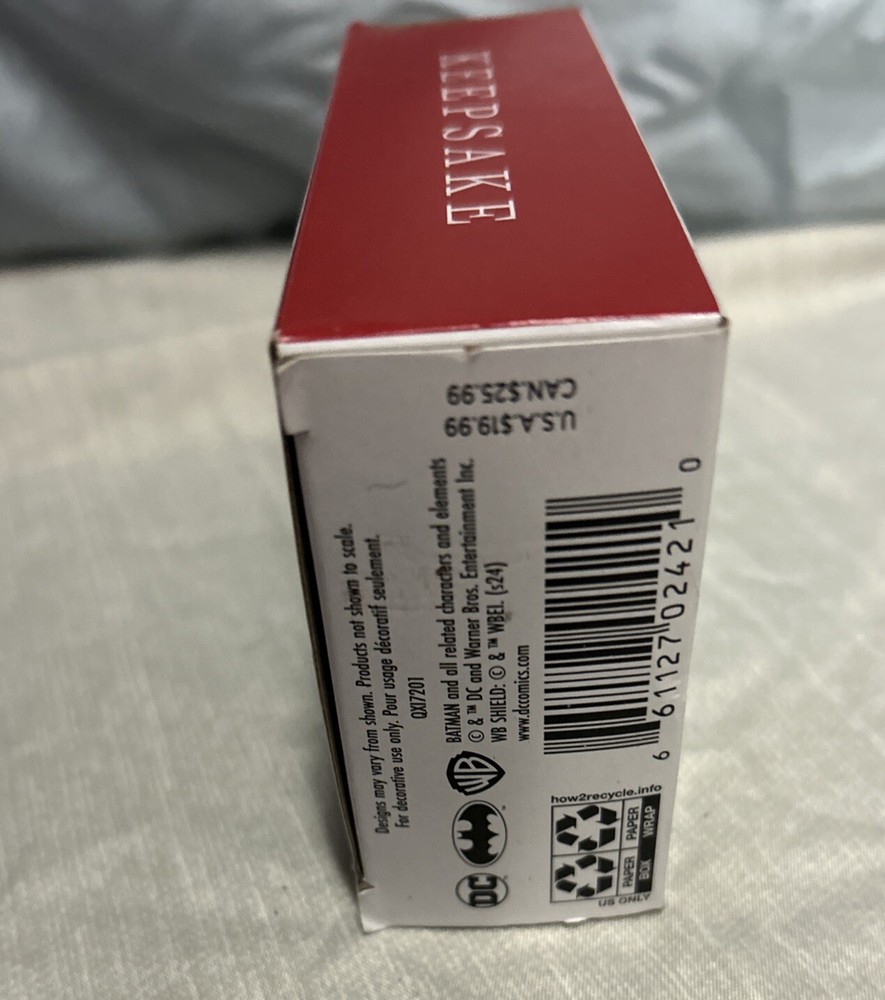 KEEPSAKE
U.S.A.$19.99
CAN.$25.99
Designs may vary from shown. Products not shown to scale.
For decorative use only. Pour usage décoratif seulement.
QXI7201
DC
WB
BATMAN and all related characters and elements
© & ™ DC and Warner Bros. Entertainment Inc.
WB SHIELD: © & ™ WBEI. (s24)
www.dccomics.com
6 61127 02421 0
how2recycle.info
PAPER
BOX
PAPER
WRAP
US ONLY